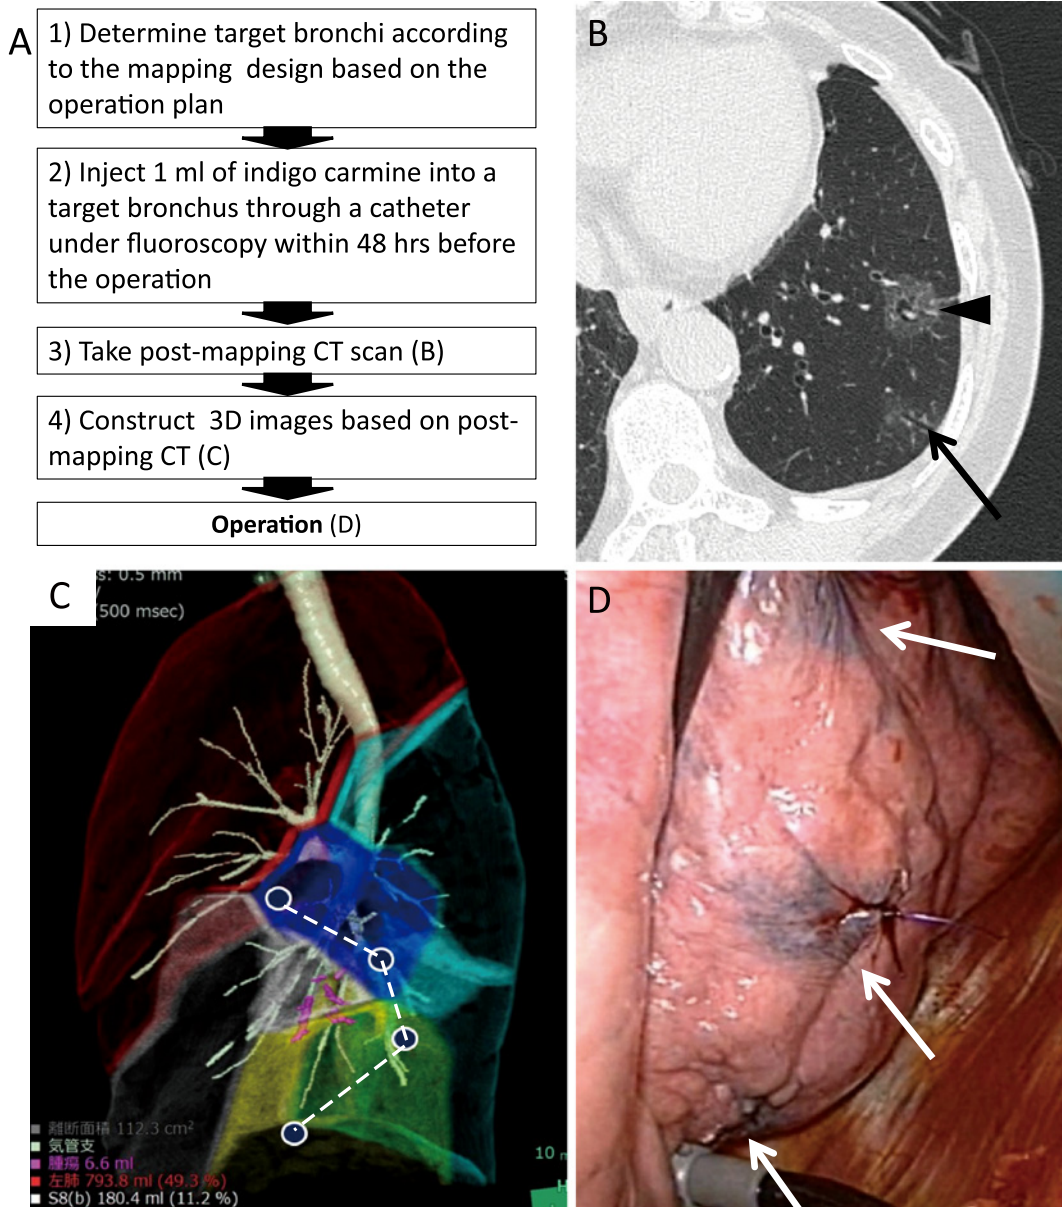 A
1) Determine target bronchi according
to the mapping design based on the
operation plan
2) Inject 1 ml of indigo carmine into a
target bronchus through a catheter
under fluoroscopy within 48 hrs before
the operation
3) Take post-mapping CT scan (B)
4) Construct 3D images based on post-
mapping CT (C)
Operation (D)
B
C
s: 0.5 mm
/
(500 msec)
離断面積 112.3 cm²
気管支
腫瘍 6.6 ml
左肺 793.8 ml (49.3 %)
S8(b) 180.4 ml (11.2 %)
10 m
H
D